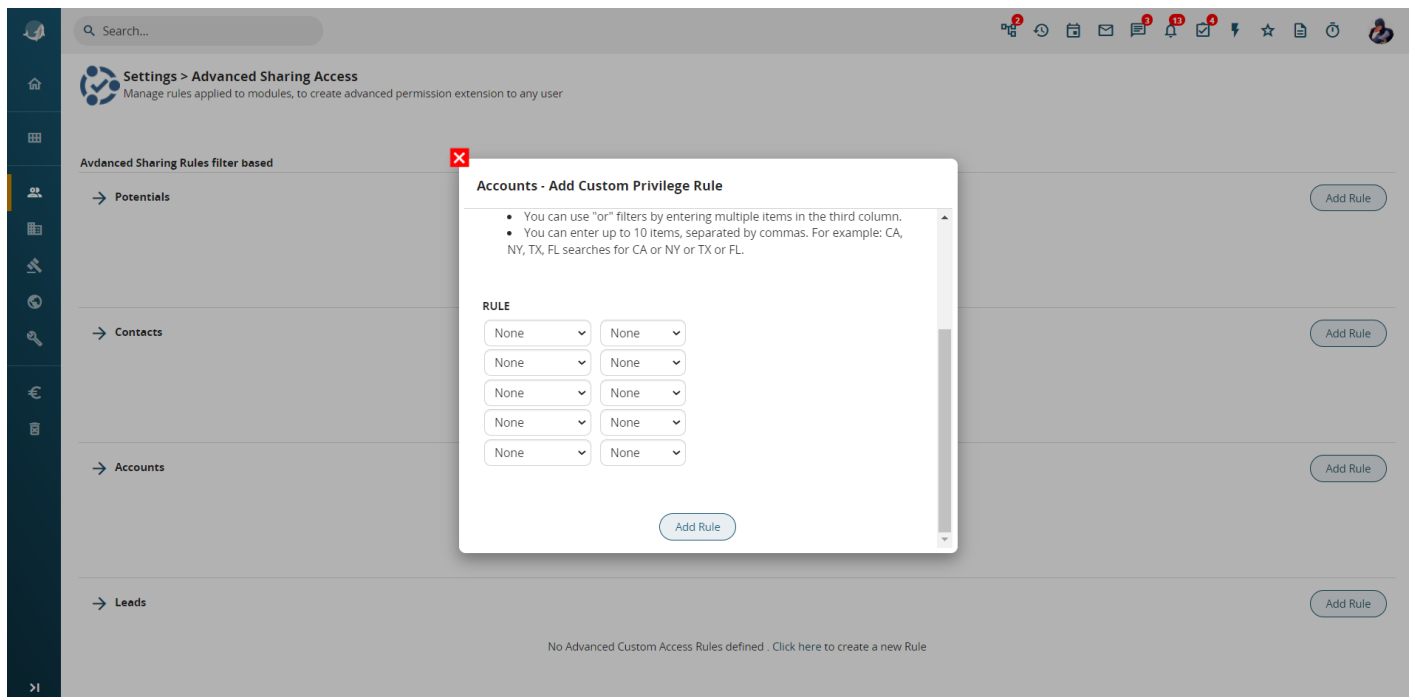 Search...
2
3
13
4
Settings > Advanced Sharing Access
Manage rules applied to modules, to create advanced permission extension to any user
Avdanced Sharing Rules filter based
Potentials
Add Rule
Contacts
Add Rule
Accounts
Add Rule
Leads
Add Rule
No Advanced Custom Access Rules defined . Click here to create a new Rule
Accounts - Add Custom Privilege Rule
• You can use "or" filters by entering multiple items in the third column.
• You can enter up to 10 items, separated by commas. For example: CA,
NY, TX, FL searches for CA or NY or TX or FL.
RULE
None None
None None
None None
None None
None None
Add Rule